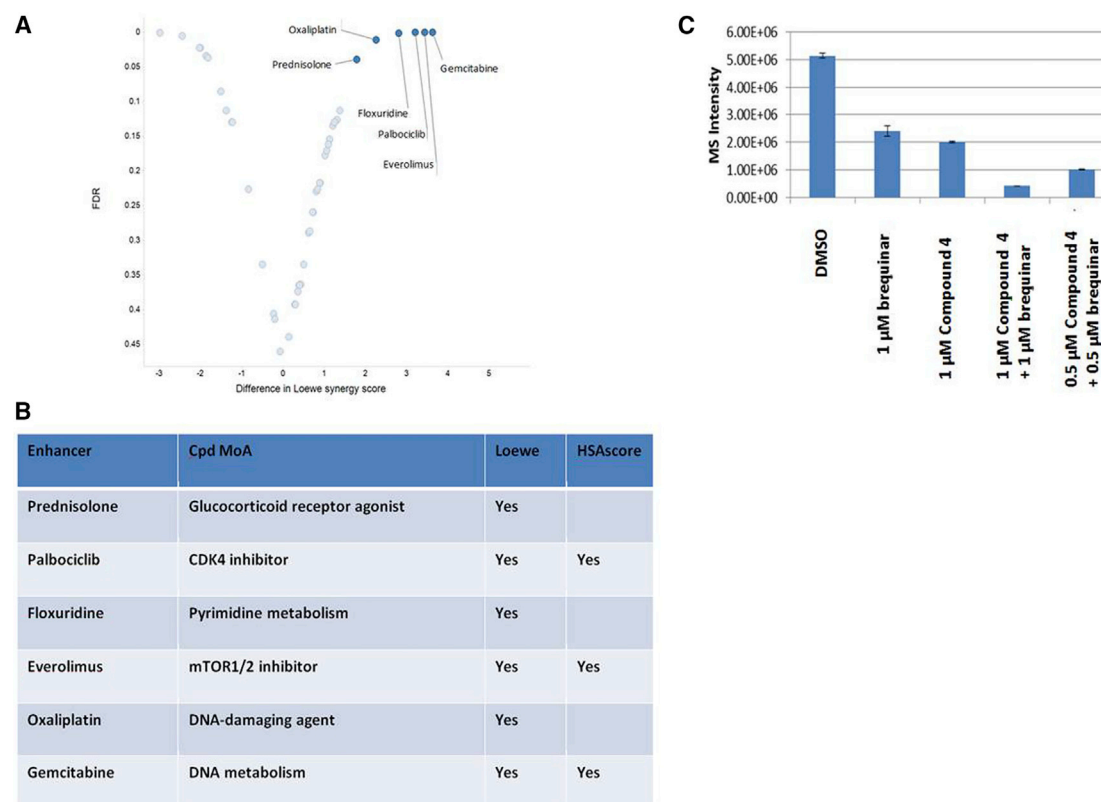 A
0
0.05
0.1
0.15
0.2
0.25
0.3
0.35
0.4
0.45
FDR
Oxaliplatin
Prednisolone
Gemcitabine
Floxuridine
Palbociclib
Everolimus
-3
-2
-1
0
1
2
3
4
5
Difference in Loewe synergy score
B
Enhancer Cpd MoA Loewe HSAscore
Prednisolone Glucocorticoid receptor agonist Yes
Palbociclib CDK4 inhibitor Yes Yes
Floxuridine Pyrimidine metabolism Yes
Everolimus mTOR1/2 inhibitor Yes Yes
Oxaliplatin DNA-damaging agent Yes
Gemcitabine DNA metabolism Yes Yes
C
6.00E+06
5.00E+06
4.00E+06
3.00E+06
2.00E+06
1.00E+06
0.00E+00
MS Intensity
DMSO
1 µM brequinar
1 µM Compound 4
1 µM Compound 4
+ 1 µM brequinar
0.5 µM Compound 4
+ 0.5 µM brequinar